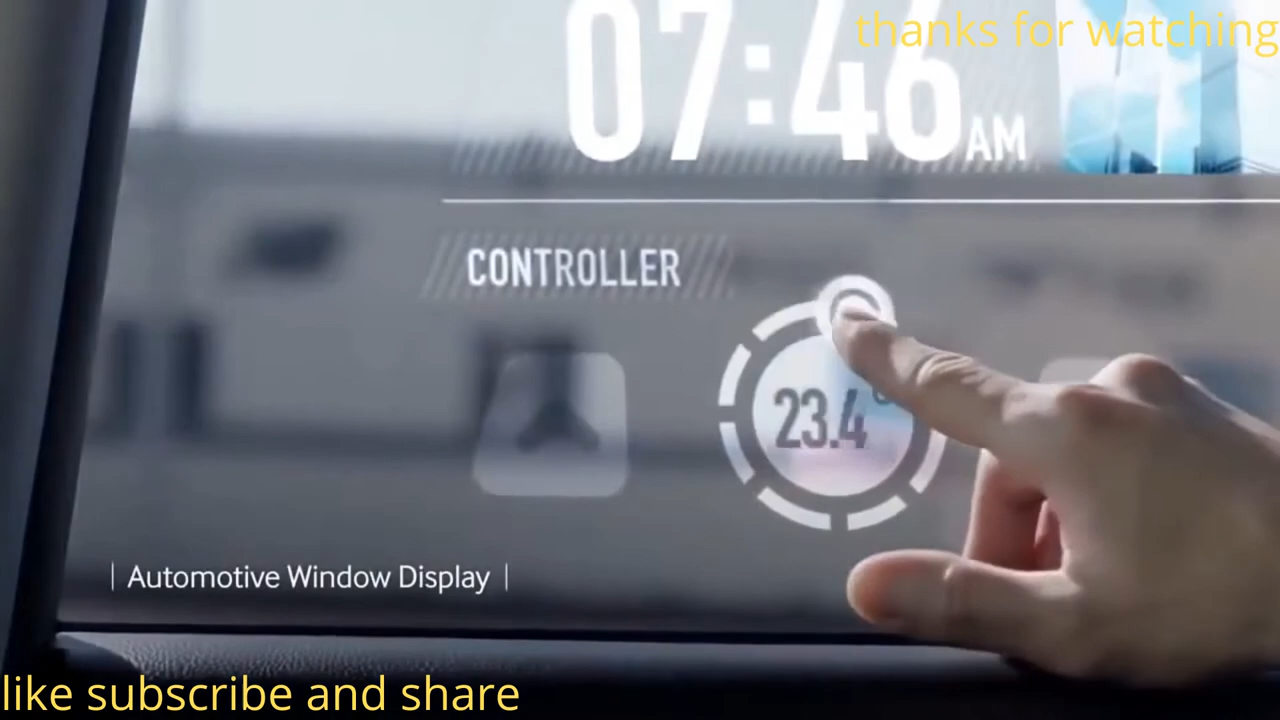 thanks for watching
07:46 AM
CONTROLLER
23.4°
| Automotive Window Display |
like subscribe and share